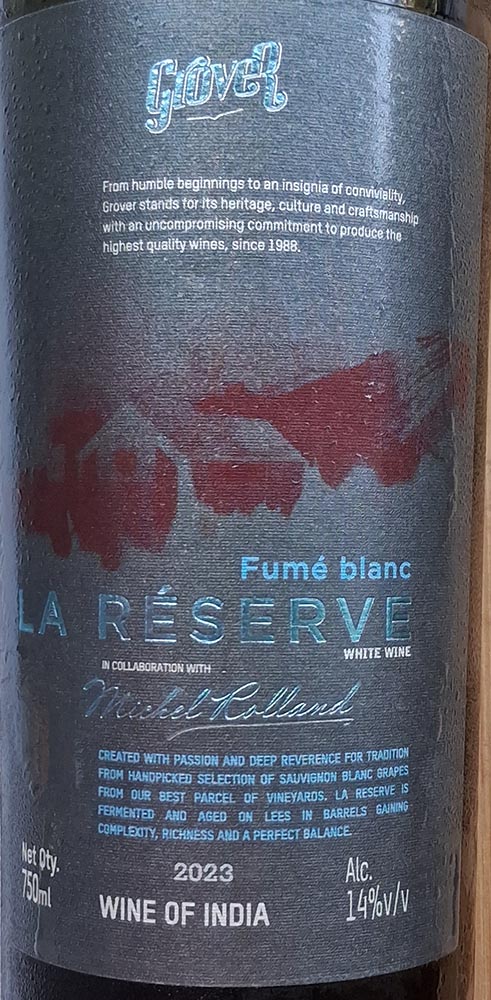 Grover
From humble beginnings to an insignia of conviviality,
Grover stands for its heritage, culture and craftsmanship
with an uncompromising commitment to produce the
highest quality wines, since 1988.
Fumé blanc
LA RÉSERVE
WHITE WINE
IN COLLABORATION WITH
Michel Rolland
CREATED WITH PASSION AND DEEP REVERENCE FOR TRADITION
FROM HANDPICKED SELECTION OF SAUVIGNON BLANC GRAPES
FROM OUR BEST PARCEL OF VINEYARDS. LA RESERVE IS
FERMENTED AND AGED ON LEES IN BARRELS GAINING
COMPLEXITY, RICHNESS AND A PERFECT BALANCE.
Net Qty.
750ml
2023
WINE OF INDIA
Alc.
14%v/v